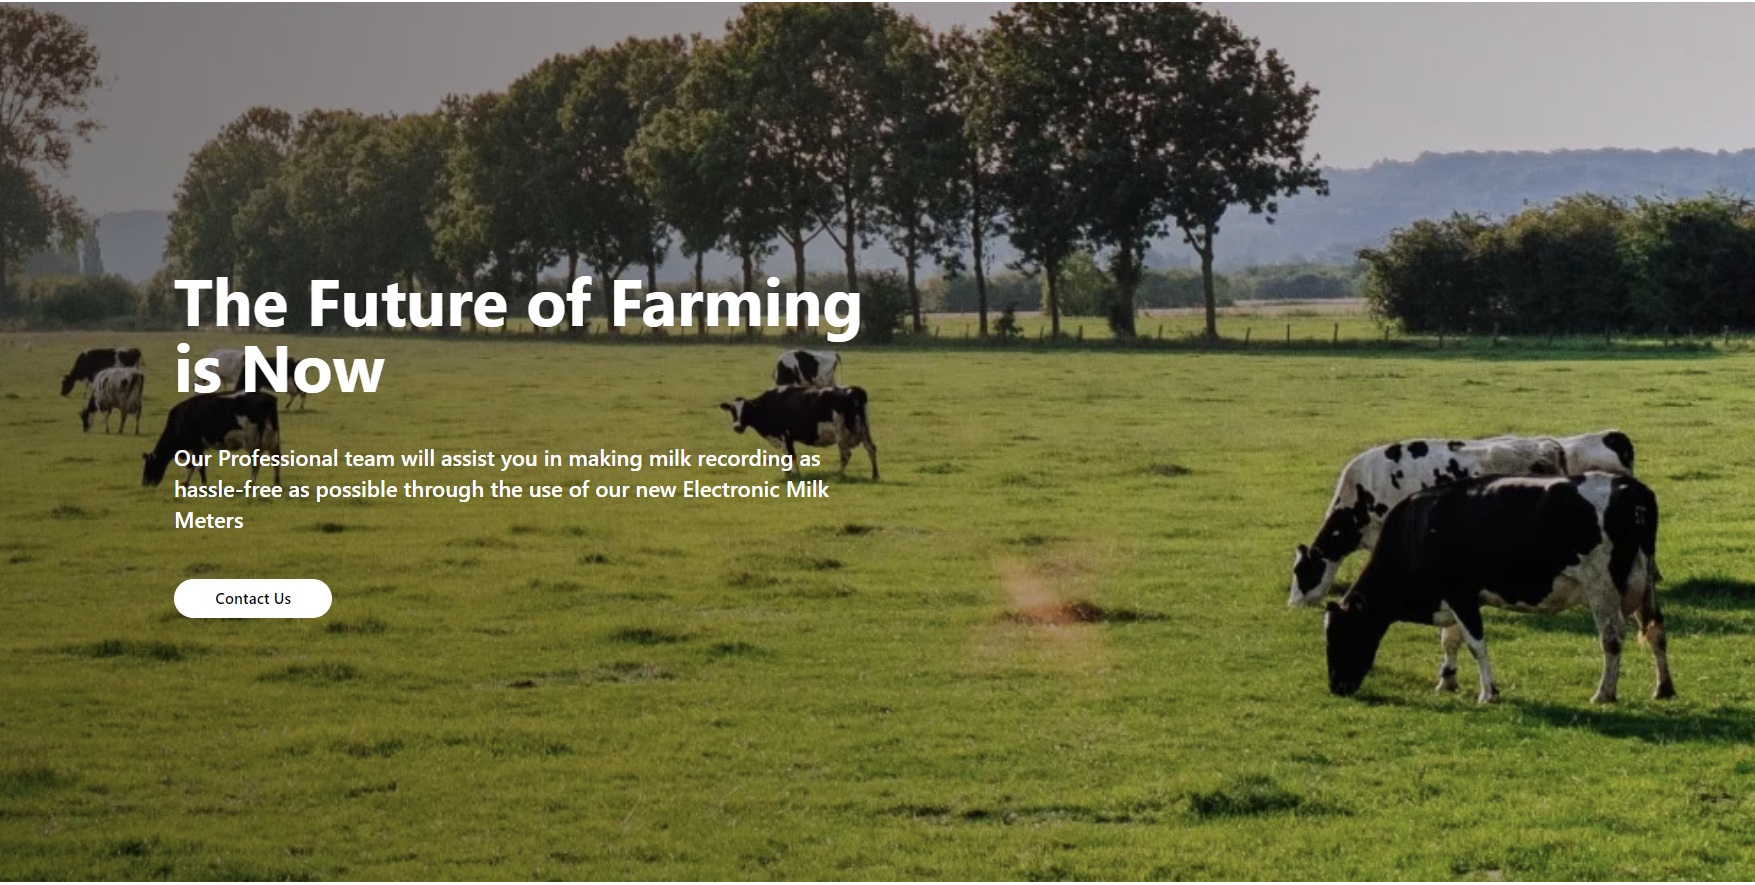 The Future of Farming
is Now
Our Professional team will assist you in making milk recording as
hassle-free as possible through the use of our new Electronic Milk
Meters
Contact Us